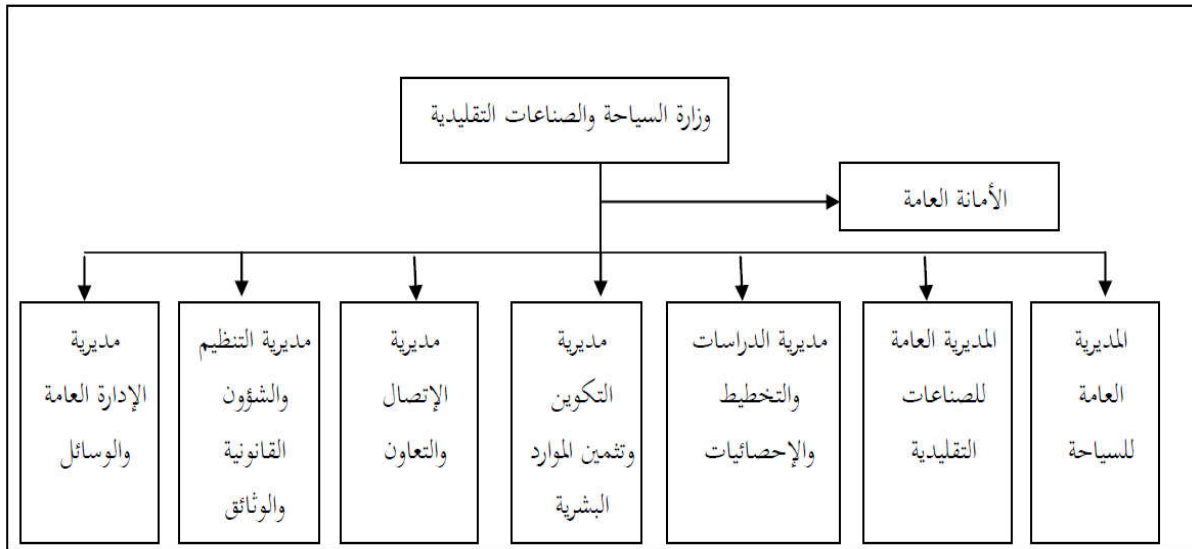 وزارة السياحة والصناعات التقليدية
الأمانة العامة
المديرية
العامة
للسياحة
المديرية العامة
للصناعات
التقليدية
مديرية الدراسات
والتخطيط
والإحصائيات
مديرية
التكوين
وتثمين الموارد
البشرية
مديرية
الإتصال
والتعاون
مديرية التنظيم
والشؤون
القانونية
والوثائق
مديرية
الإدارة العامة
والوسائل